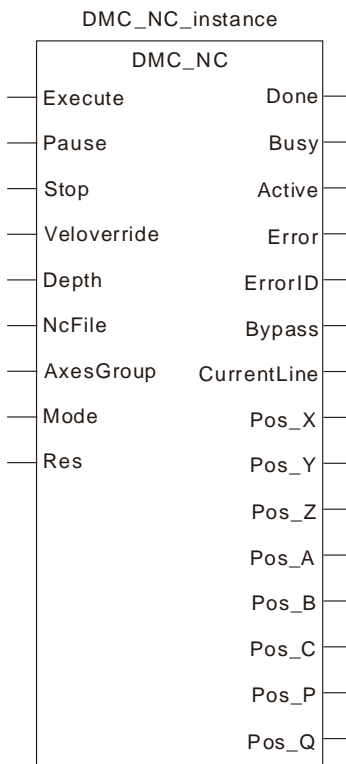 DMC_NC_instance
DMC_NC
Execute Done
Pause Busy
Stop Active
Veloverride Error
Depth ErrorID
NcFile Bypass
AxesGroup CurrentLine
Mode Pos_X
Res Pos_Y
Pos_Z
Pos_A
Pos_B
Pos_C
Pos_P
Pos_Q